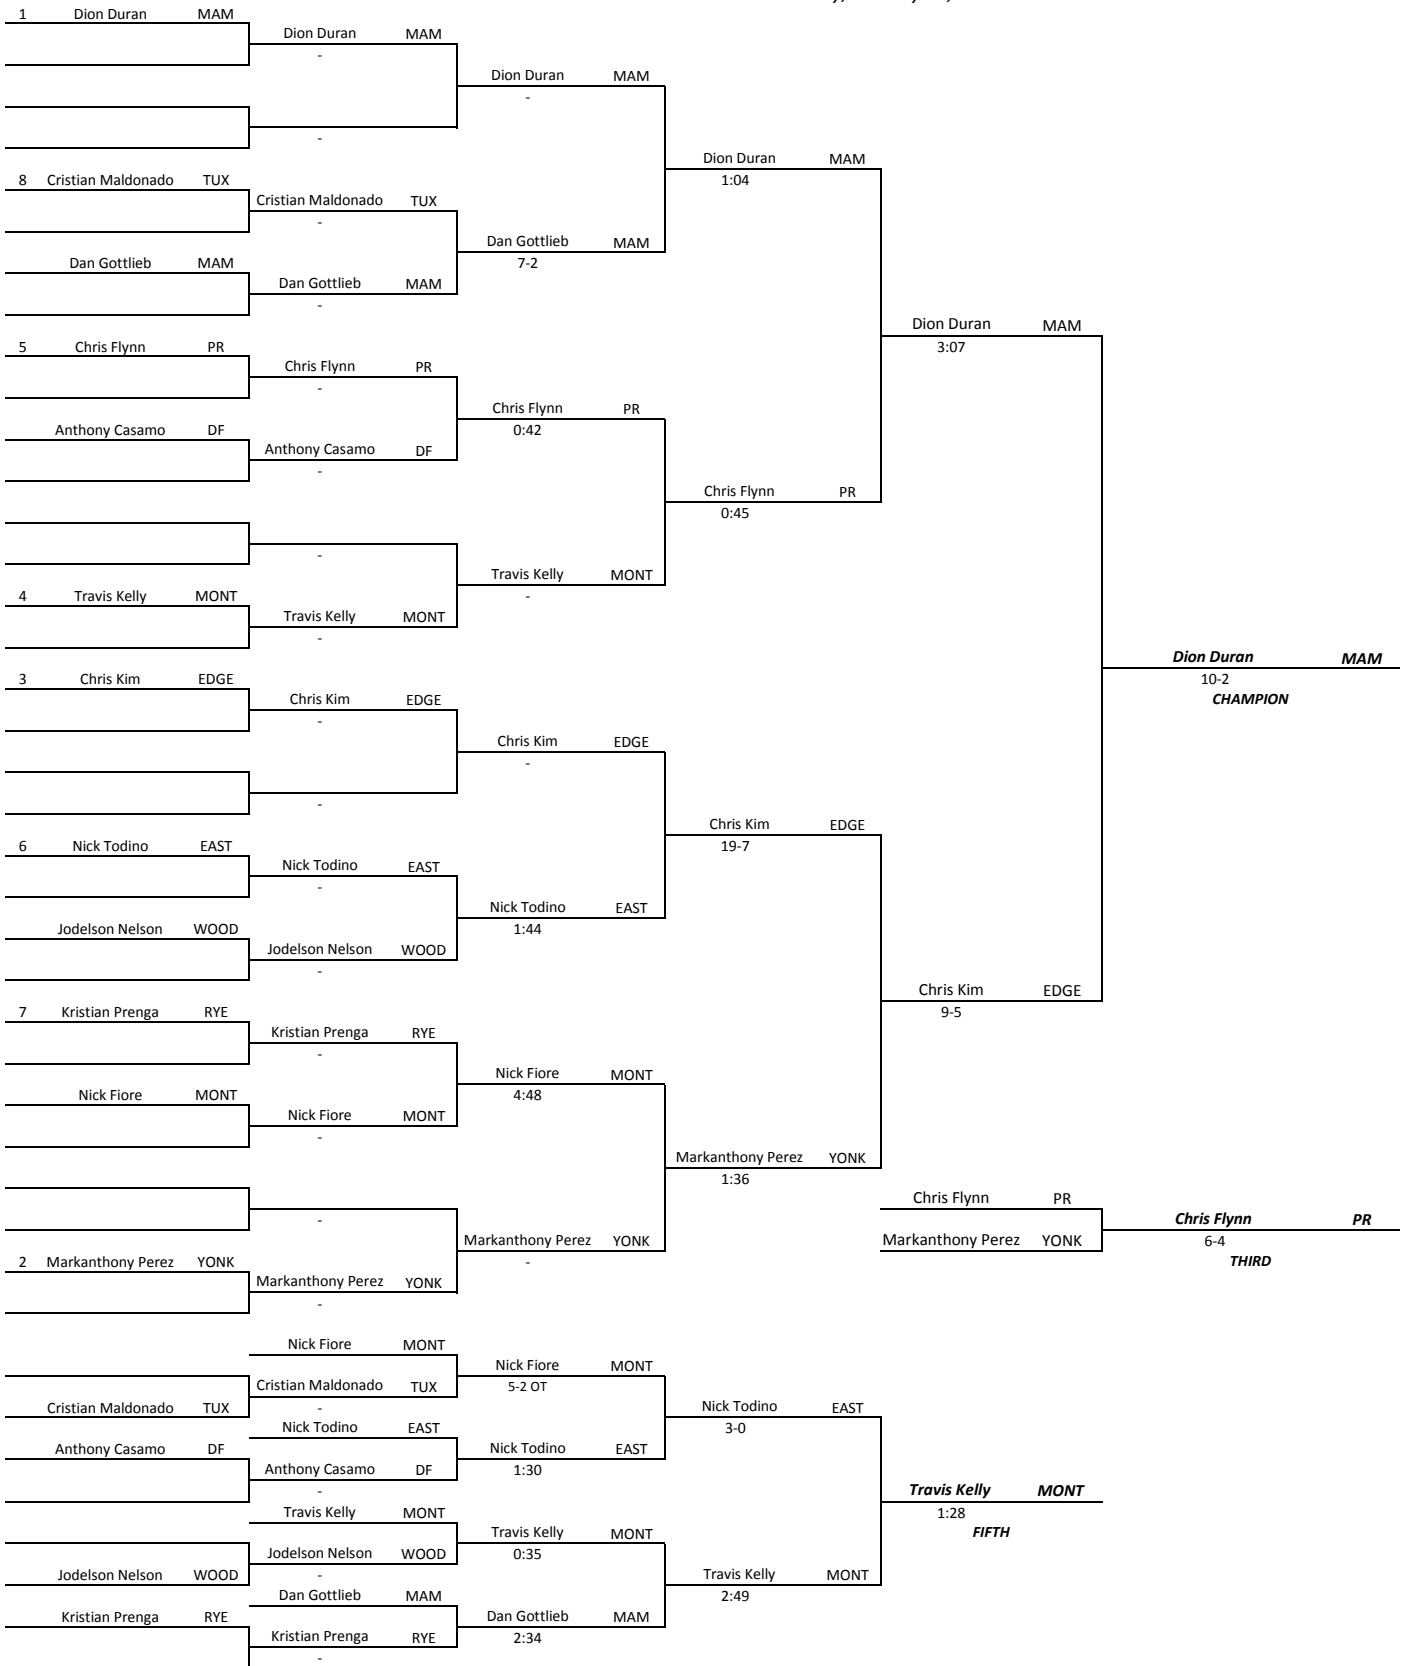 1 Dion Duran MAM
Dion Duran MAM
-
Dion Duran MAM
-
-
Dion Duran MAM
1:04
8 Cristian Maldonado TUX
Cristian Maldonado TUX
-
Dan Gottlieb MAM
7-2
Dan Gottlieb MAM
Dan Gottlieb MAM
-
Dion Duran MAM
3:07
5 Chris Flynn PR
Chris Flynn PR
-
Chris Flynn PR
0:42
Anthony Casamo DF
Anthony Casamo DF
-
Chris Flynn PR
0:45
-
Travis Kelly MONT
-
4 Travis Kelly MONT
Travis Kelly MONT
-
Dion Duran MAM
10-2
CHAMPION
3 Chris Kim EDGE
Chris Kim EDGE
-
Chris Kim EDGE
-
-
Chris Kim EDGE
19-7
6 Nick Todino EAST
Nick Todino EAST
-
Nick Todino EAST
1:44
Jodelson Nelson WOOD
Jodelson Nelson WOOD
-
Chris Kim EDGE
9-5
7 Kristian Prenga RYE
Kristian Prenga RYE
-
Nick Fiore MONT
4:48
Nick Fiore MONT
Nick Fiore MONT
-
Markanthony Perez YONK
1:36
-
Markanthony Perez YONK
-
2 Markanthony Perez YONK
Markanthony Perez YONK
-
Chris Flynn PR
Markanthony Perez YONK
Chris Flynn PR
6-4
THIRD
Nick Fiore MONT
Nick Fiore MONT
5-2 OT
Cristian Maldonado TUX
-
Cristian Maldonado TUX
Nick Todino EAST
3-0
Nick Todino EAST
Anthony Casamo DF
Nick Todino EAST
1:30
Anthony Casamo DF
-
Travis Kelly MONT
1:28
FIFTH
Travis Kelly MONT
Travis Kelly MONT
0:35
Jodelson Nelson WOOD
-
Jodelson Nelson WOOD
Travis Kelly MONT
2:49
Dan Gottlieb MAM
Kristian Prenga RYE
Dan Gottlieb MAM
2:34
Kristian Prenga RYE
-